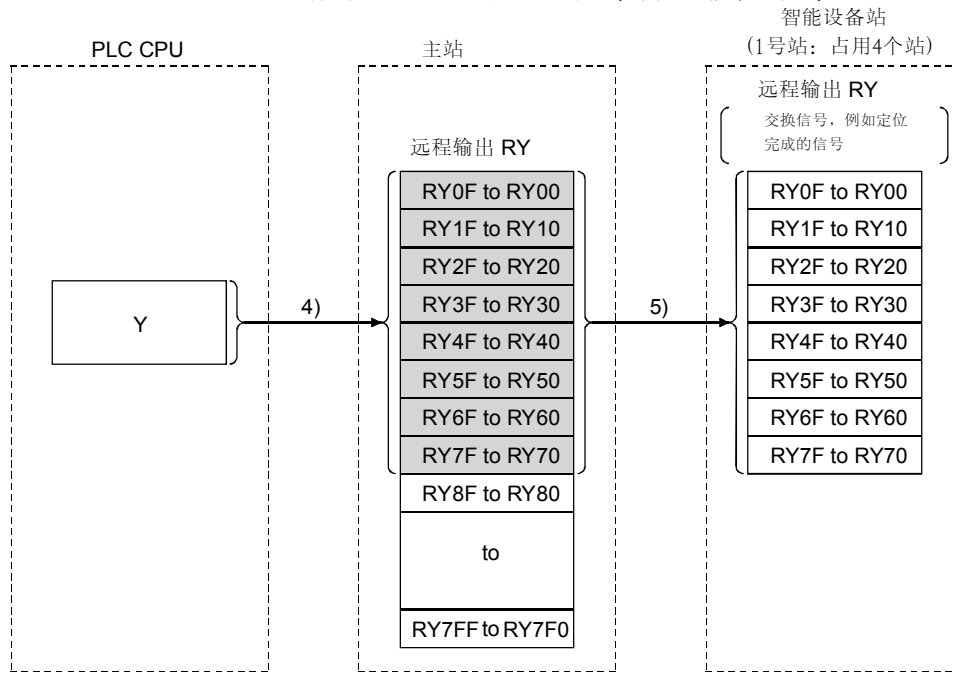 PLC CPU
Y
4)
主站
远程输出 RY
RY0F to RY00
RY1F to RY10
RY2F to RY20
RY3F to RY30
RY4F to RY40
RY5F to RY50
RY6F to RY60
RY7F to RY70
RY8F to RY80
to
RY7FF to RY7F0
5)
智能设备站
(1号站：占用4个站)
远程输出 RY
交换信号，例如定位
完成的信号
RY0F to RY00
RY1F to RY10
RY2F to RY20
RY3F to RY30
RY4F to RY40
RY5F to RY50
RY6F to RY60
RY7F to RY70